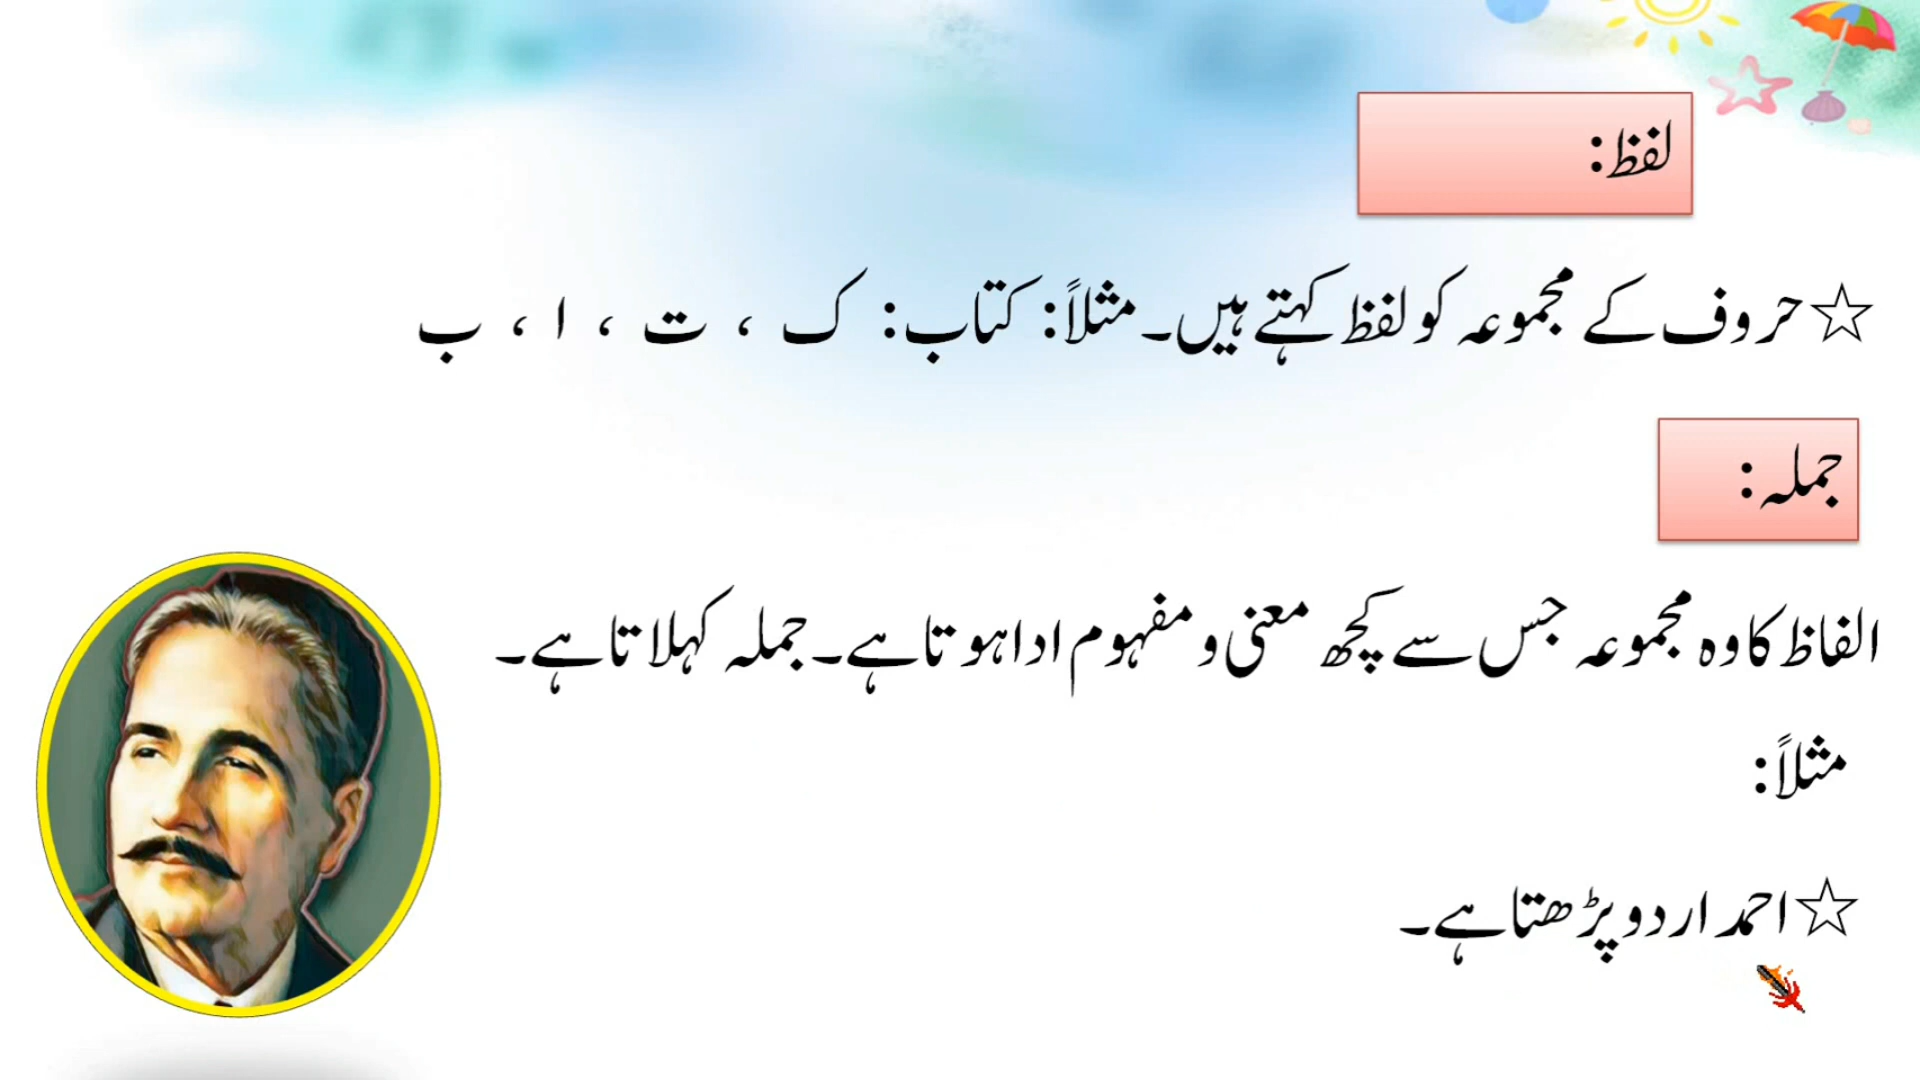 لفظ:
☆حروف کے مجموعہ کو لفظ کہتے ہیں۔ مثلاً: کتاب: ک ، ت ، ا ، ب
جملہ:
الفاظ کا وہ مجموعہ جس سے کچھ معنی و مفہوم ادا ہوتا ہے۔ جملہ کہلاتا ہے۔
مثلاً:
☆احمد اردو پڑھتا ہے۔